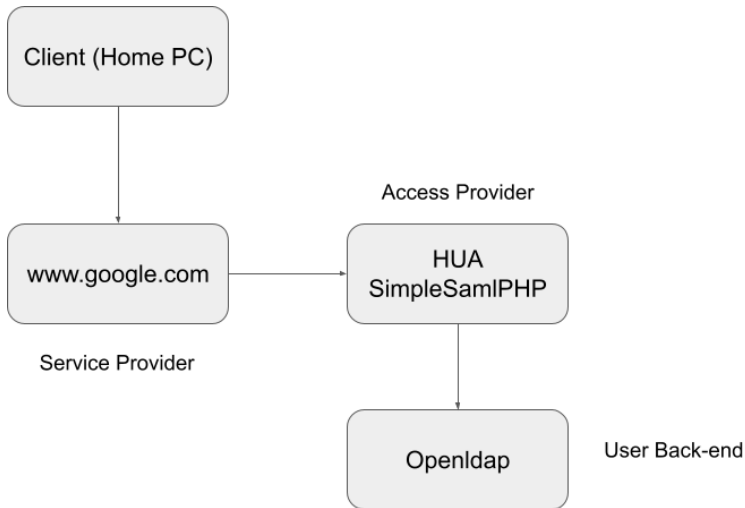 Client (Home PC)
Access Provider
www.google.com
HUA
SimpleSamlPHP
Service Provider
Openldap
User Back-end